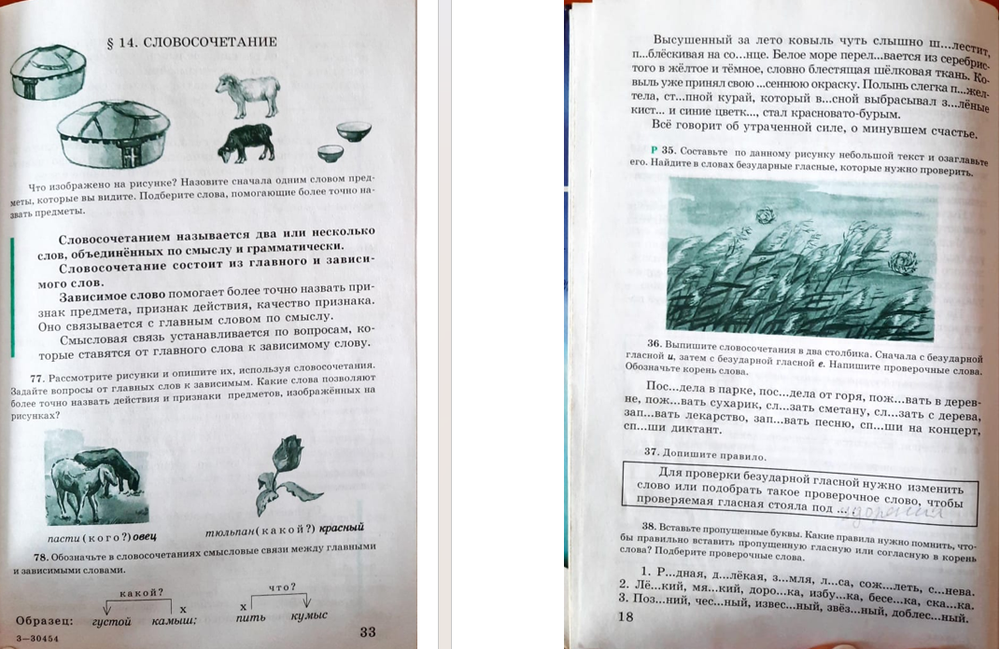 § 14. СЛОВОСОЧЕТАНИЕ
Что изображено на рисунке? Назовите сначала одним словом пред-
меты, которые вы видите. Подберите слова, помогающие более точно на-
звать предметы.
Словосочетанием называется два или несколько
слов, объединённых по смыслу и грамматически.
Словосочетание состоит из главного и зависи-
мого слов.
Зависимое слово помогает более точно назвать при-
знак предмета, признак действия, качество признака.
Оно связывается с главным словом по смыслу.
Смысловая связь устанавливается по вопросам, ко-
торые ставятся от главного слова к зависимому слову.
77. Рассмотрите рисунки и опишите их, используя словосочетания.
Задайте вопросы от главных слов к зависимым. Какие слова позволяют
более точно назвать действия и признаки предметов, изображённых на
рисунках?
пасти (кого?) овец
тюльпан (какой?) красный
78. Обозначьте в словосочетаниях смысловые связи между главными
и зависимыми словами.
какой? что?
х х
Образец: густой камыш; пить кумыс
3—30454
33
Высушенный за лето ковыль чуть слышно ш...лестит,
п...блёскивая на со...нце. Белое море перел...вается из серебрис-
того в жёлтое и тёмное, словно блестящая шёлковая ткань. Ко-
выль уже принял свою ...сеннюю окраску. Полынь слегка п...жел-
тела, ст...пной курай, который в...сной выбрасывал з...лёные
кист... и синие цветк..., стал красновато-бурым.
Всё говорит об утраченной силе, о минувшем счастье.
Р 35. Составьте по данному рисунку небольшой текст и озаглавьте
его. Найдите в словах безударные гласные, которые нужно проверить.
36. Выпишите словосочетания в два столбика. Сначала с безударной
гласной и, затем с безударной гласной е. Напишите проверочные слова.
Обозначьте корень слова.
Пос...дела в парке, пос...дела от горя, пож...вать в дерев-
не, пож...вать сухарик, сл...зать сметану, сл...зать с дерева,
зап...вать лекарство, зап...вать песню, сп...ши на концерт,
сп...ши диктант.
37. Допишите правило.
Для проверки безударной гласной нужно изменить
слово или подобрать такое проверочное слово, чтобы
проверяемая гласная стояла под ... ударения
38. Вставьте пропущенные буквы. Какие правила нужно помнить, что-
бы правильно вставить пропущенную гласную или согласную в корень
слова? Подберите проверочные слова.
1. Р...дная, д...лёкая, з...мля, л...са, сож...леть, с...нева.
2. Лё...кий, мя...кий, доро...ка, избу...ка, бесе...ка, ска...ка.
3. Поз...ний, чес...ный, извес...ный, звёз...ный, доблес...ный.
18